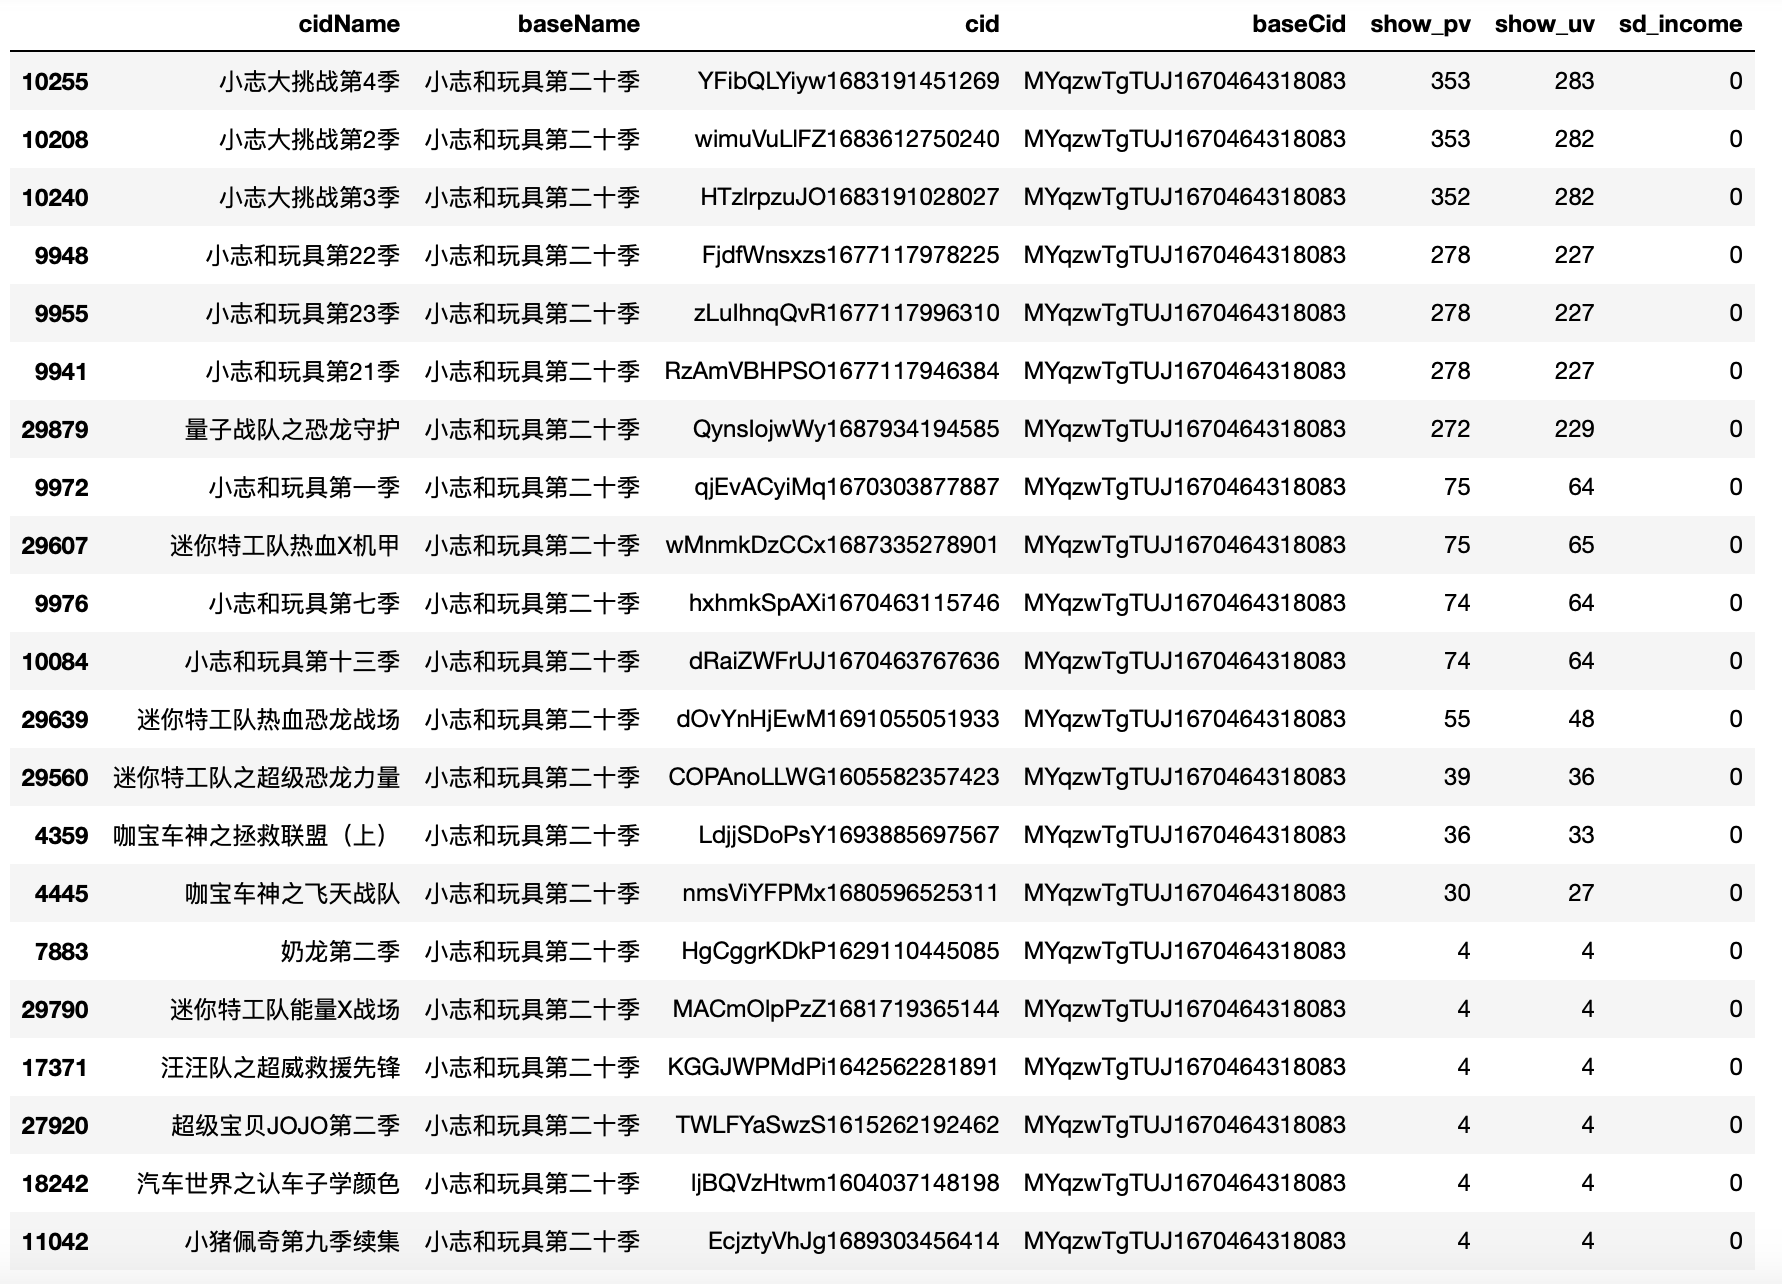 cidName baseName cid baseCid show_pv show_uv sd_income
10255 小志大挑战第4季 小志和玩具第二十季 YFibQLYiyw1683191451269 MYqzwTgTUJ1670464318083 353 283 0
10208 小志大挑战第2季 小志和玩具第二十季 wimuVuLlFZ1683612750240 MYqzwTgTUJ1670464318083 353 282 0
10240 小志大挑战第3季 小志和玩具第二十季 HTzlrpzuJO1683191028027 MYqzwTgTUJ1670464318083 352 282 0
9948 小志和玩具第22季 小志和玩具第二十季 FjdfWnsxzs1677117978225 MYqzwTgTUJ1670464318083 278 227 0
9955 小志和玩具第23季 小志和玩具第二十季 zLulhnqQvR1677117996310 MYqzwTgTUJ1670464318083 278 227 0
9941 小志和玩具第21季 小志和玩具第二十季 RzAmVBHPSO1677117946384 MYqzwTgTUJ1670464318083 278 227 0
29879 量子战队之恐龙守护 小志和玩具第二十季 QynsIojwWy1687934194585 MYqzwTgTUJ1670464318083 272 229 0
9972 小志和玩具第一季 小志和玩具第二十季 qjEvACyiMq1670303877887 MYqzwTgTUJ1670464318083 75 64 0
29607 迷你特工队热血X机甲 小志和玩具第二十季 wMnmkDzCCx1687335278901 MYqzwTgTUJ1670464318083 75 65 0
9976 小志和玩具第七季 小志和玩具第二十季 hxhmkSpAXi1670463115746 MYqzwTgTUJ1670464318083 74 64 0
10084 小志和玩具第十三季 小志和玩具第二十季 dRaiZWFrUJ1670463767636 MYqzwTgTUJ1670464318083 74 64 0
29639 迷你特工队热血恐龙战场 小志和玩具第二十季 dOvYnHjEwM1691055051933 MYqzwTgTUJ1670464318083 55 48 0
29560 迷你特工队之超级恐龙力量 小志和玩具第二十季 COPAnoLLWG1605582357423 MYqzwTgTUJ1670464318083 39 36 0
4359 咖宝车神之拯救联盟（上） 小志和玩具第二十季 LdjjSDoPsY1693885697567 MYqzwTgTUJ1670464318083 36 33 0
4445 咖宝车神之飞天战队 小志和玩具第二十季 nmsViYFPMx1680596525311 MYqzwTgTUJ1670464318083 30 27 0
7883 奶龙第二季 小志和玩具第二十季 HgCggrKDkP1629110445085 MYqzwTgTUJ1670464318083 4 4 0
29790 迷你特工队能量X战场 小志和玩具第二十季 MACmOlpPzZ1681719365144 MYqzwTgTUJ1670464318083 4 4 0
17371 汪汪队之超威救援先锋 小志和玩具第二十季 KGGJWPMdPi1642562281891 MYqzwTgTUJ1670464318083 4 4 0
27920 超级宝贝JOJO第二季 小志和玩具第二十季 TWLFYaSwzS1615262192462 MYqzwTgTUJ1670464318083 4 4 0
18242 汽车世界之认车子学颜色 小志和玩具第二十季 ljBQVzHtwm1604037148198 MYqzwTgTUJ1670464318083 4 4 0
11042 小猪佩奇第九季续集 小志和玩具第二十季 EcjztyVhJg1689303456414 MYqzwTgTUJ1670464318083 4 4 0